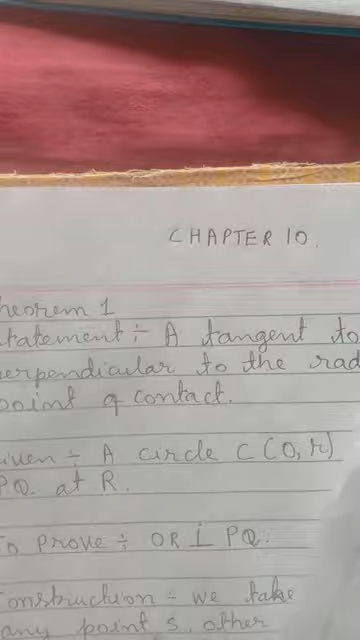 CHAPTER 10.
heorem 1
tatement ÷ A tangent to
erpendicular to the rad
point of contact.
iven ÷ A circle C(O,r)
PQ at R.
o Prove ÷ OR ⊥ PQ.
onstruction - we take
any point S, other